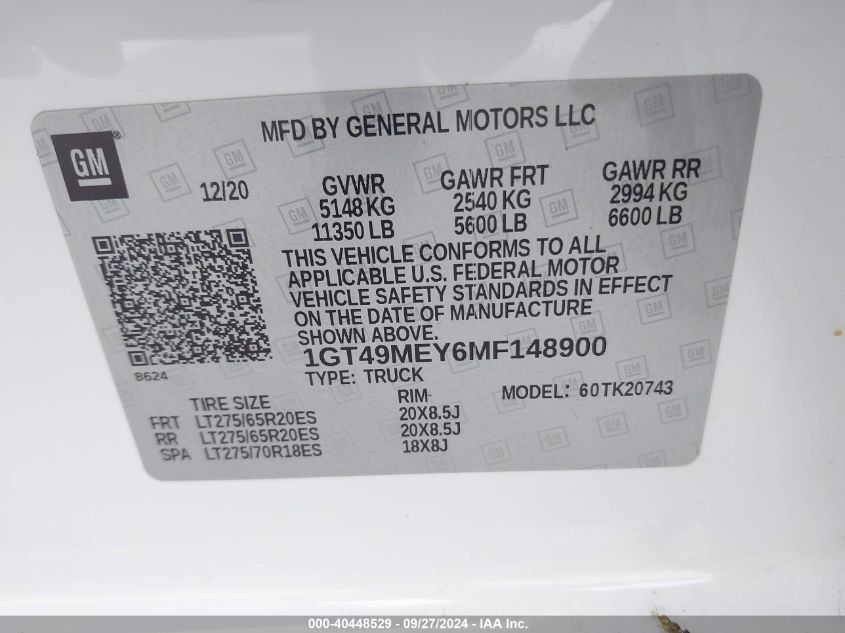 MFD BY GENERAL MOTORS LLC
GM®
12/20
GVWR GAWR FRT GAWR RR
5148 KG 2540 KG 2994 KG
11350 LB 5600 LB 6600 LB
THIS VEHICLE CONFORMS TO ALL
APPLICABLE U.S. FEDERAL MOTOR
VEHICLE SAFETY STANDARDS IN EFFECT
ON THE DATE OF MANUFACTURE
SHOWN ABOVE.
1GT49MEY6MF148900
8624
TYPE: TRUCK
MODEL: 60TK20743
TIRE SIZE RIM
FRT LT275/65R20ES 20X8.5J
RR LT275/65R20ES 20X8.5J
SPA LT275/70R18ES 18X8J
000-40448529 - 09/27/2024 - IAA Inc.